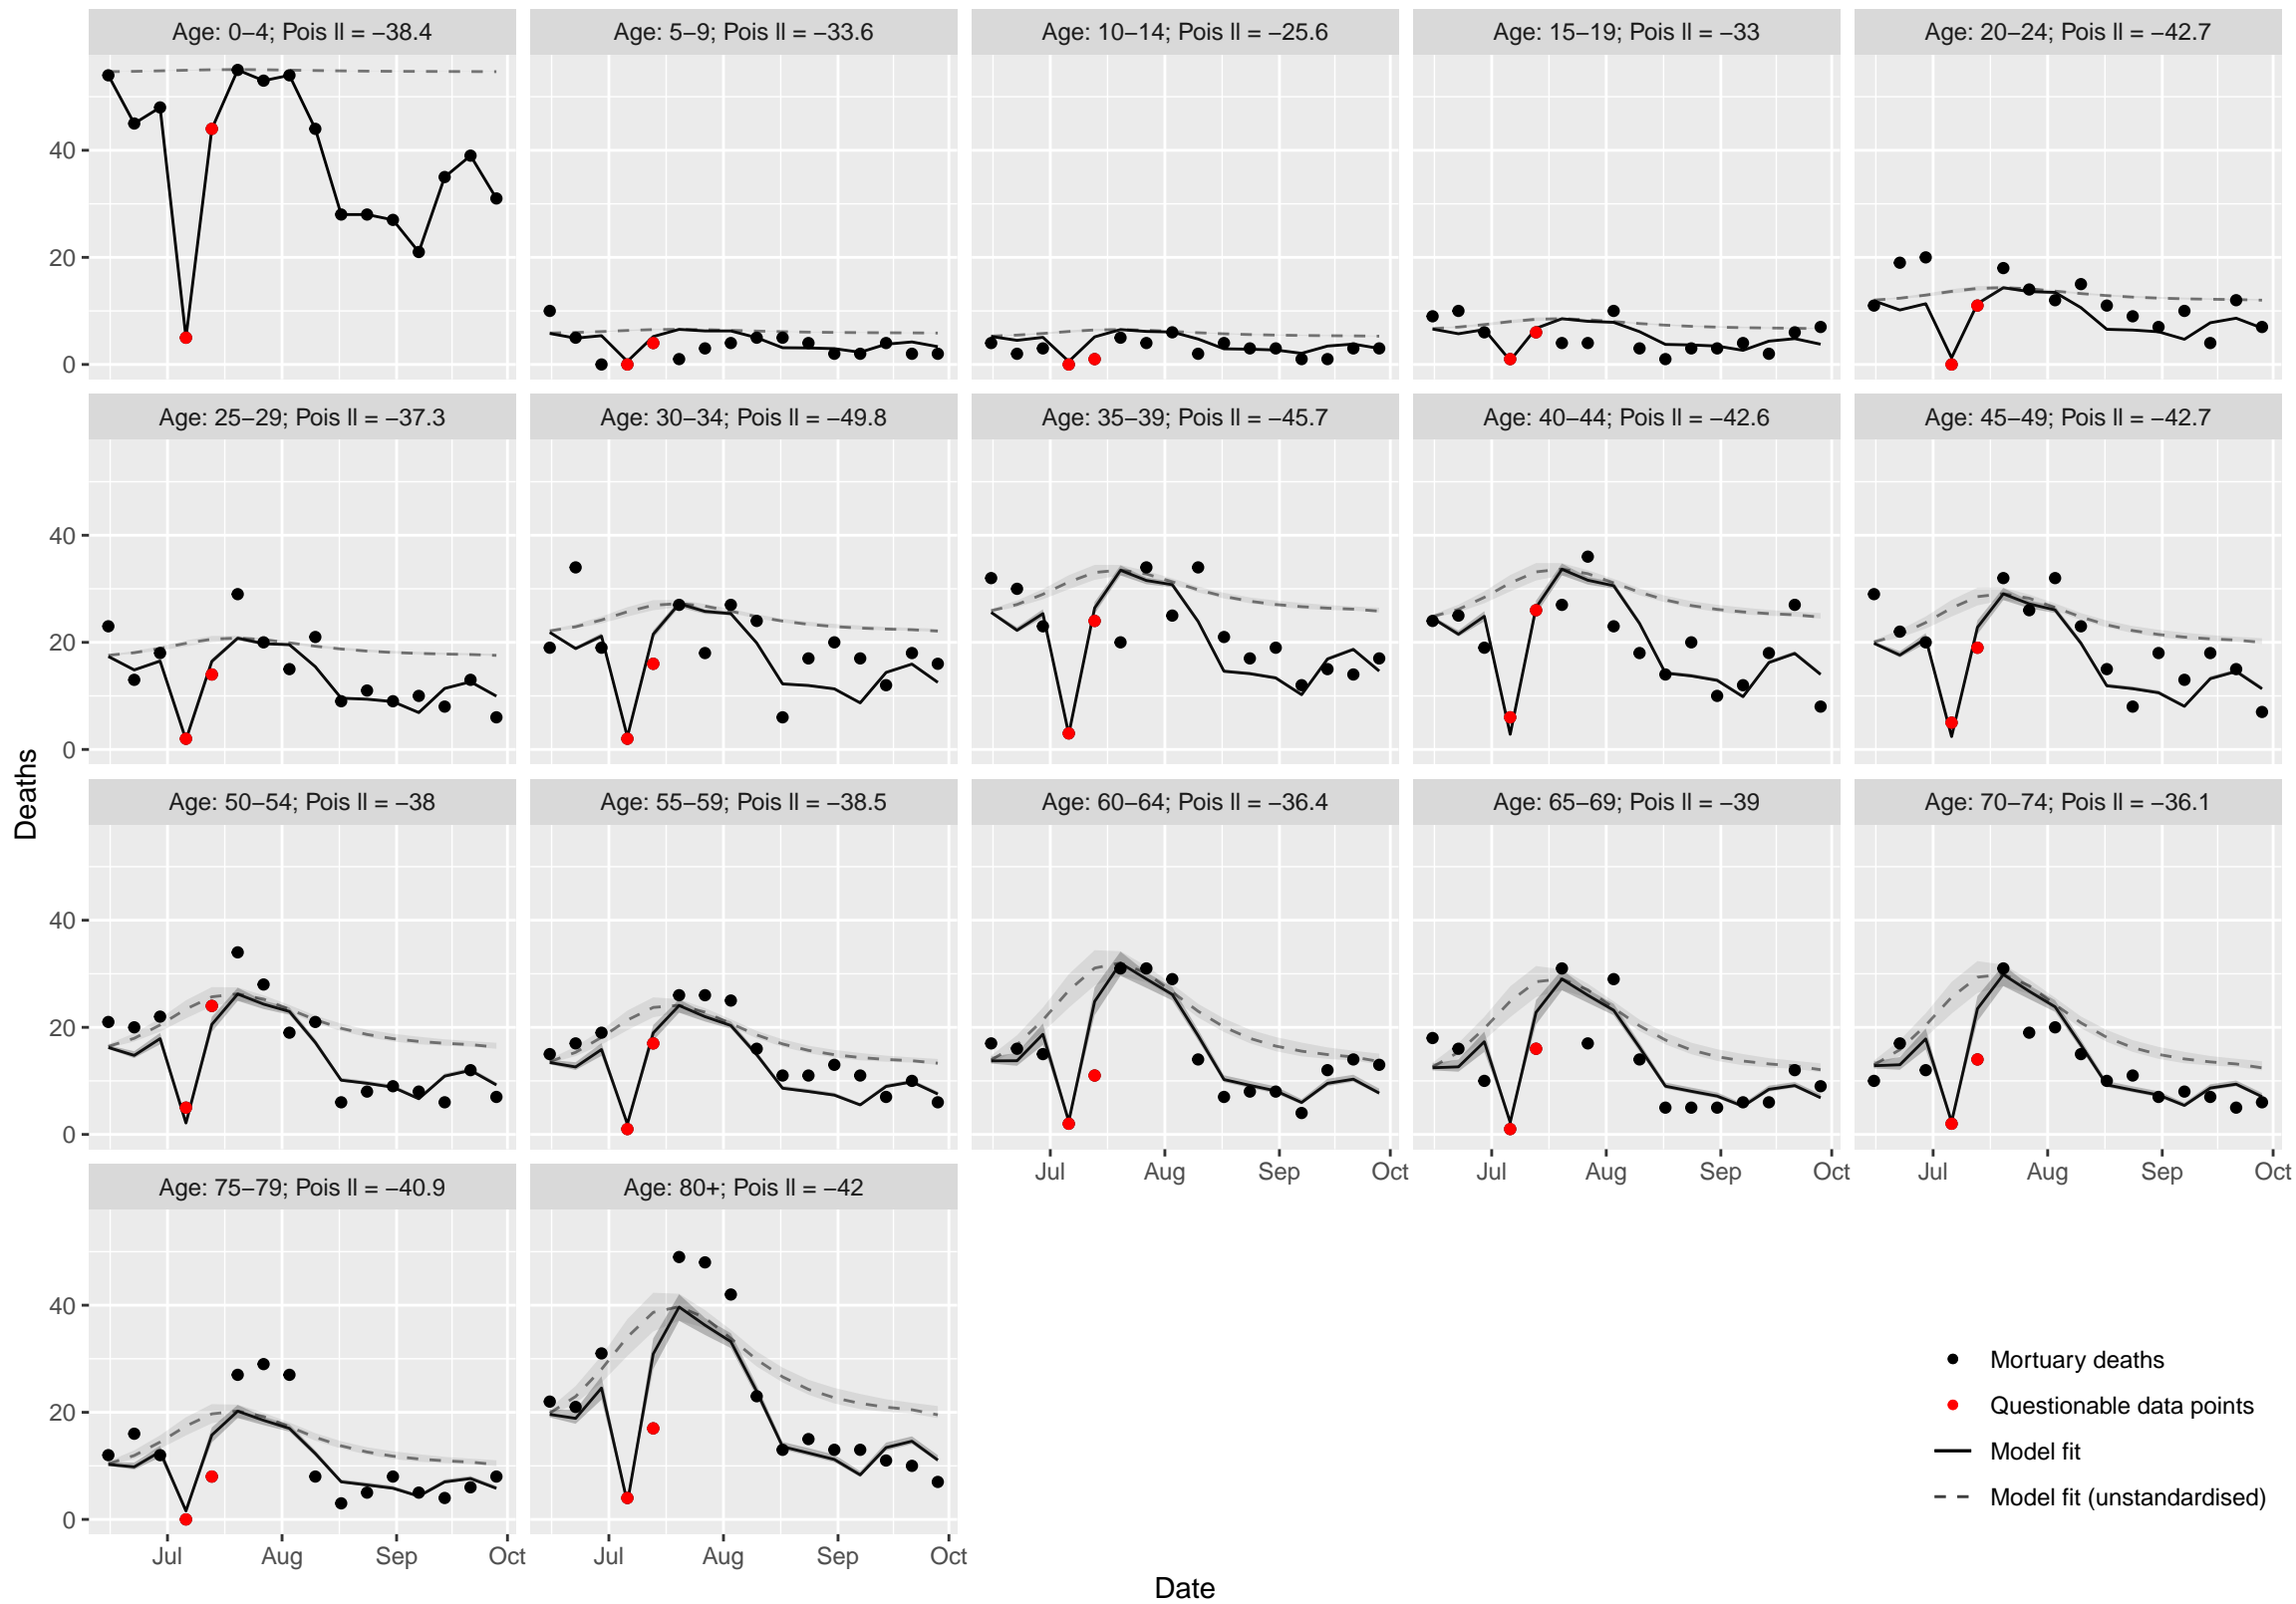 Age: 0−4; Pois ll = −38.4
Age: 5−9; Pois ll = −33.6
Age: 10−14; Pois ll = −25.6
Age: 15−19; Pois ll = −33
Age: 20−24; Pois ll = −42.7
40
20
0
Age: 25−29; Pois ll = −37.3
Age: 30−34; Pois ll = −49.8
Age: 35−39; Pois ll = −45.7
Age: 40−44; Pois ll = −42.6
Age: 45−49; Pois ll = −42.7
40
20
0
Deaths
Age: 50−54; Pois ll = −38
Age: 55−59; Pois ll = −38.5
Age: 60−64; Pois ll = −36.4
Age: 65−69; Pois ll = −39
Age: 70−74; Pois ll = −36.1
40
20
0
Jul Aug Sep Oct
Jul Aug Sep Oct
Jul Aug Sep Oct
Age: 75−79; Pois ll = −40.9
Age: 80+; Pois ll = −42
40
20
0
Jul Aug Sep Oct
Jul Aug Sep Oct
Mortuary deaths
Questionable data points
Model fit
Model fit (unstandardised)
Date